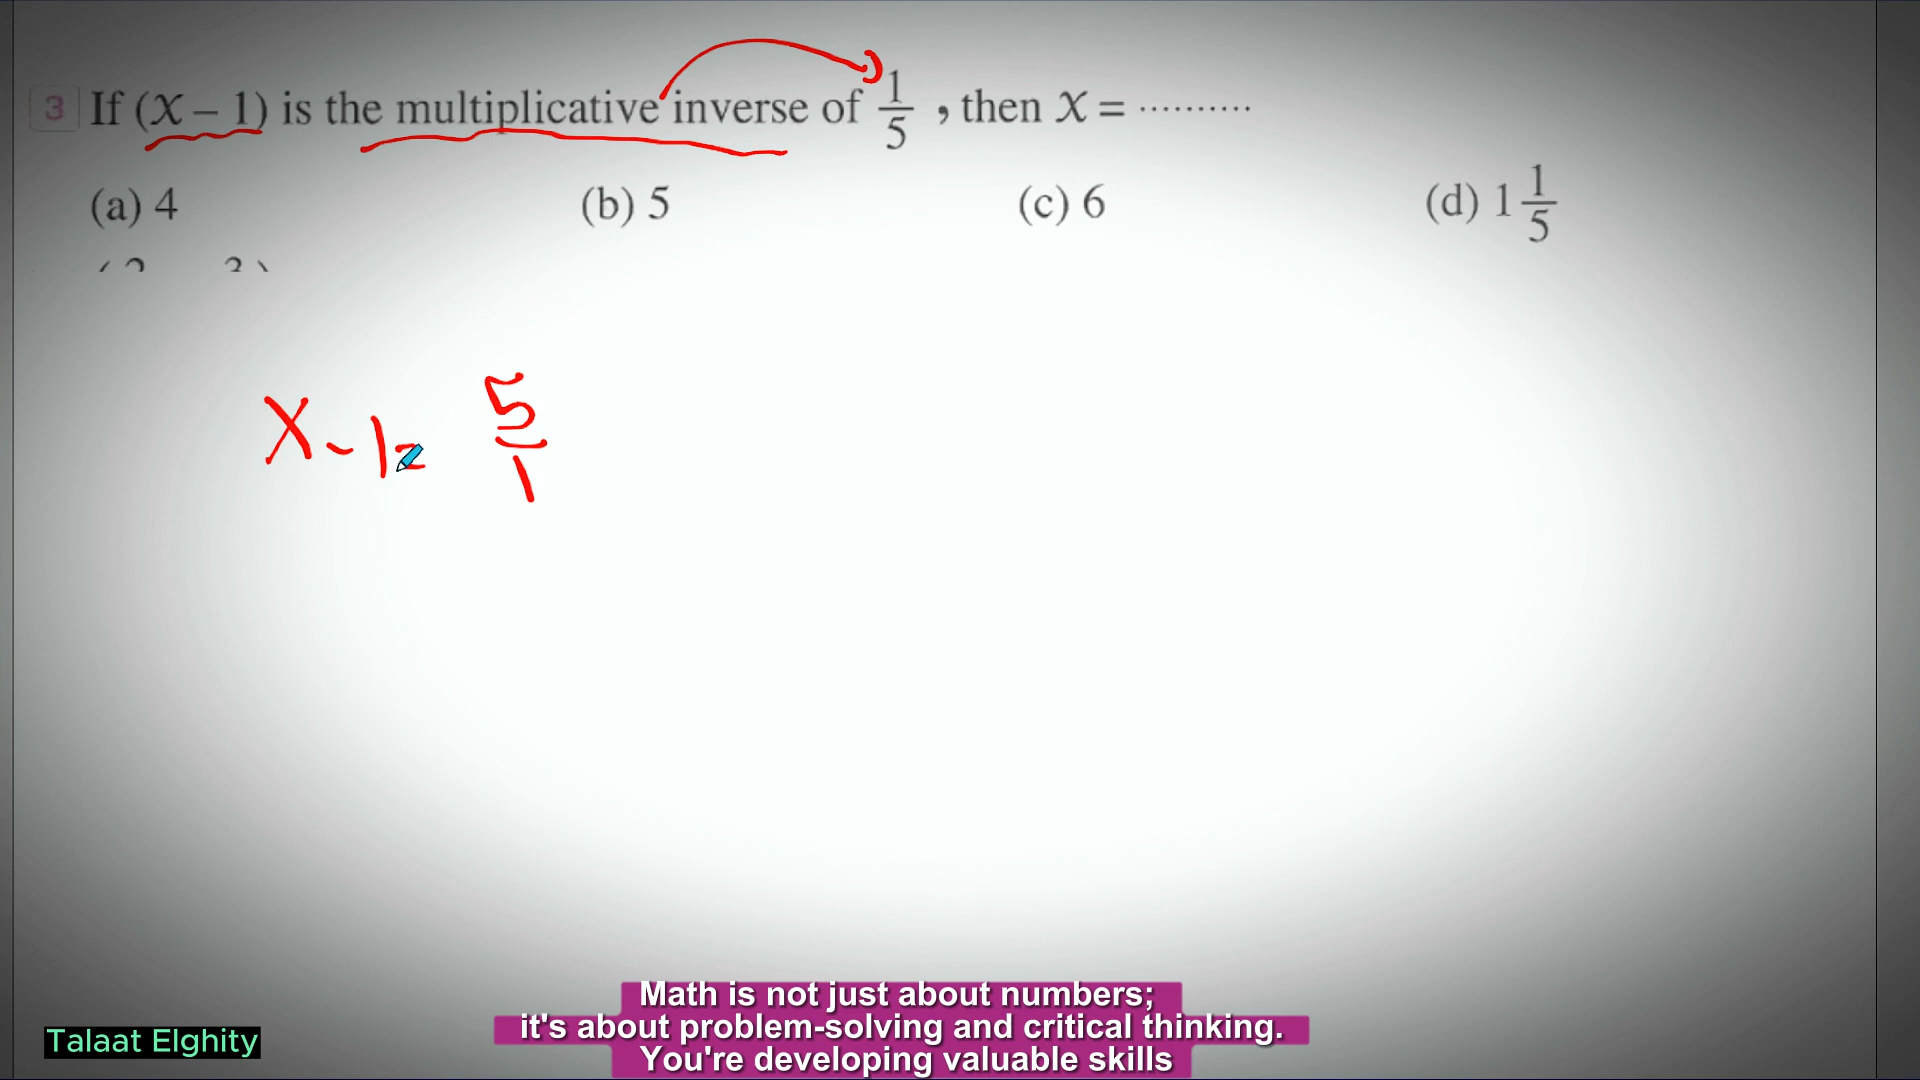 3 If (X – 1) is the multiplicative inverse of 1/5 , then X = ..........
(a) 4 (b) 5 (c) 6 (d) 1 1/5
X - 1 = 5/1
Math is not just about numbers;
it's about problem-solving and critical thinking.
You're developing valuable skills
Talaat Elghity